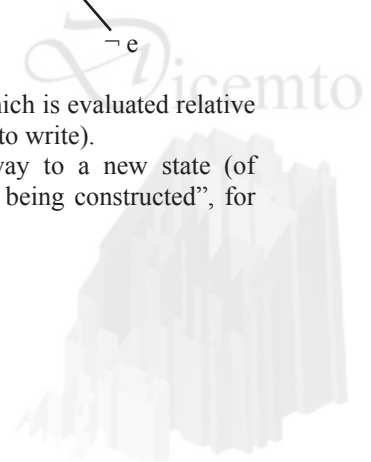 ¬ e
Dicemto
hich is evaluated relative
to write).
vay to a new state (of
being constructed”, for